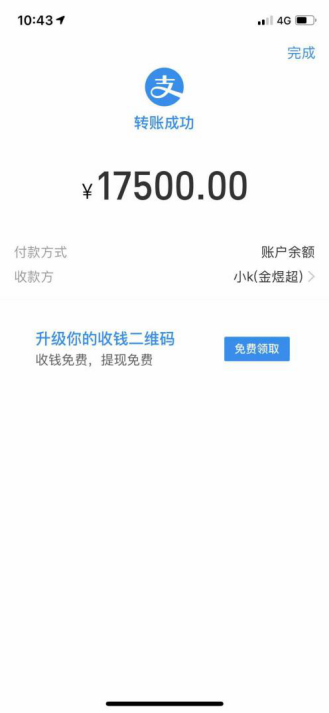 10:43 4G
完成
支
转账成功
¥17500.00
付款方式 账户余额
收款方 小k(金煜超)
升级你的收钱二维码
收钱免费，提现免费
免费领取